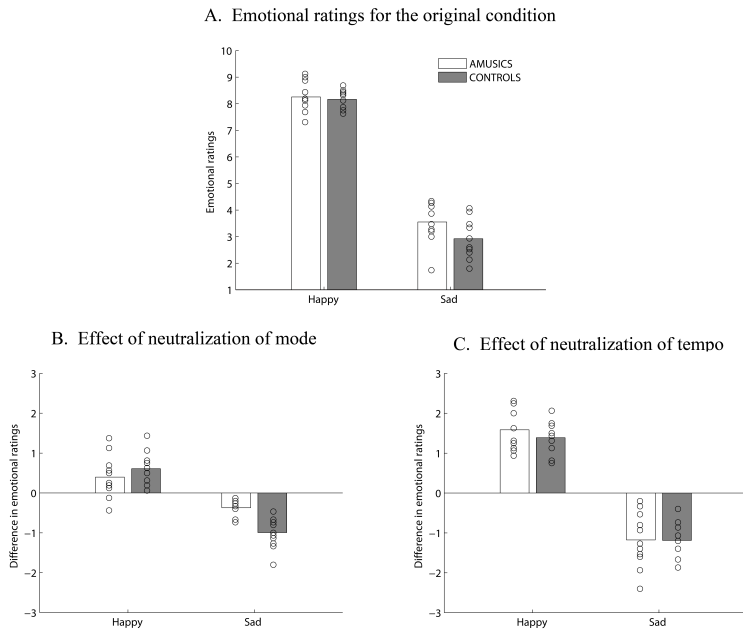 A. Emotional ratings for the original condition
10
9
8
7
6
5
4
3
2
1
Emotional ratings
AMUSICS
CONTROLS
Happy Sad
B. Effect of neutralization of mode
3
2
1
0
−1
−2
−3
Difference in emotional ratings
Happy Sad
C. Effect of neutralization of tempo
3
2
1
0
−1
−2
−3
Difference in emotional ratings
Happy Sad